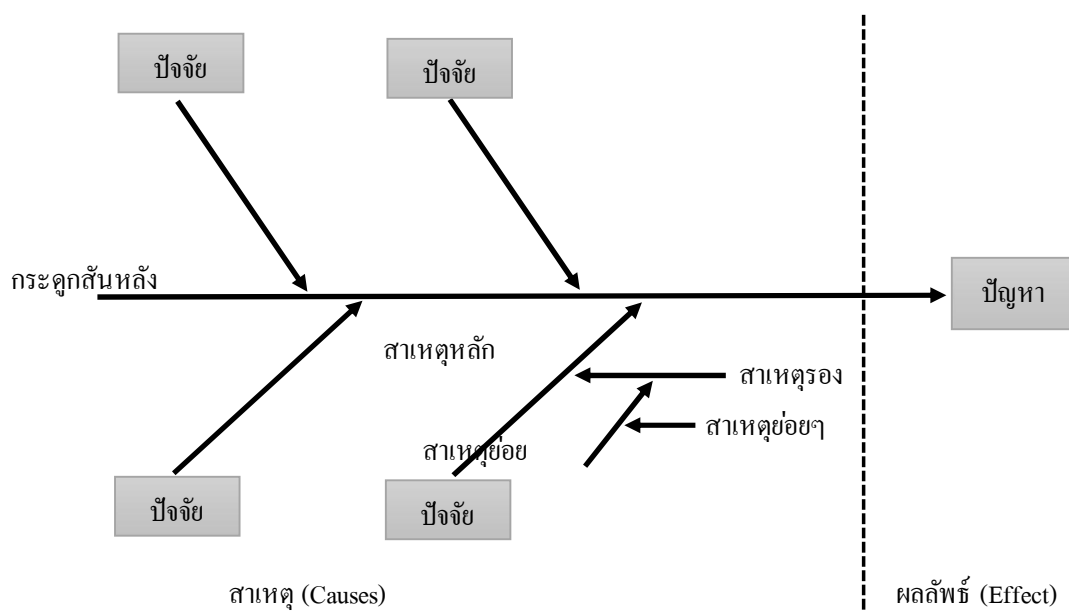 ปัจจัย
ปัจจัย
กระดูกสันหลัง
ปัญหา
สาเหตุหลัก
สาเหตุรอง
สาเหตุย่อยๆ
สาเหตุย่อย
ปัจจัย
ปัจจัย
สาเหตุ (Causes)
ผลลัพธ์ (Effect)